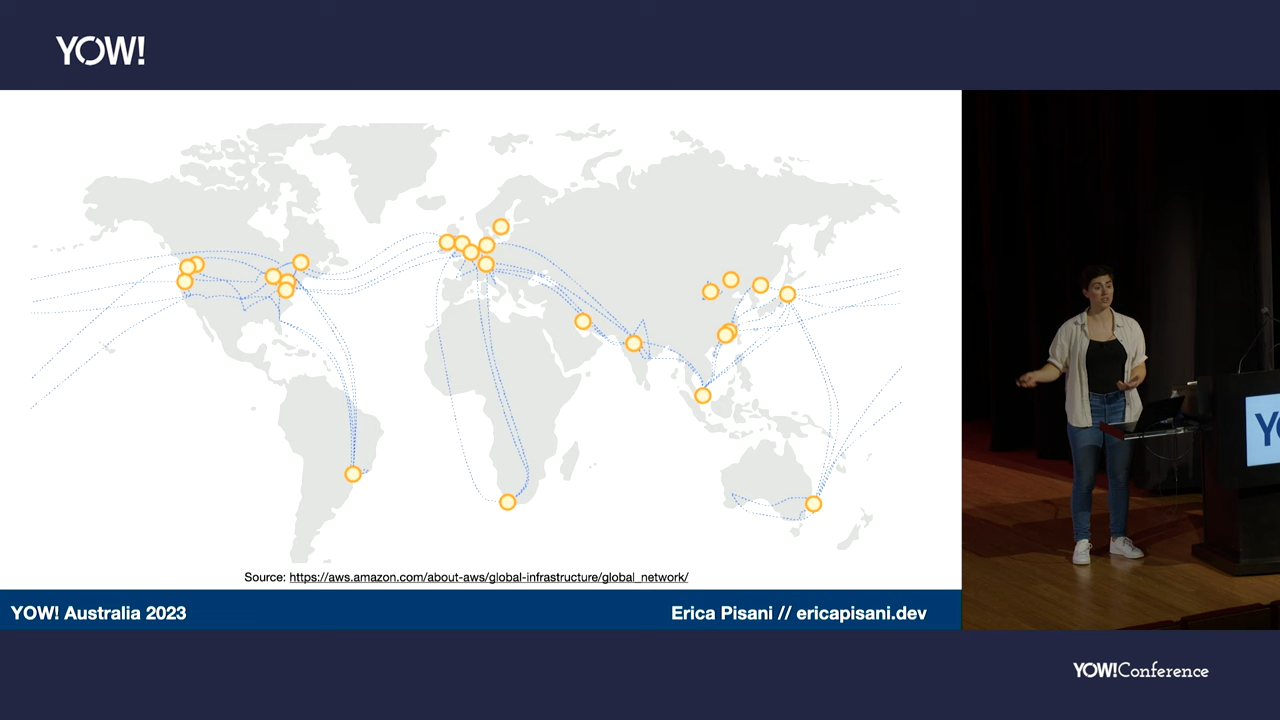 YOW!
Source: https://aws.amazon.com/about-aws/global-infrastructure/global_network/
YOW! Australia 2023
Erica Pisani // ericapisani.dev
YOW!Conference